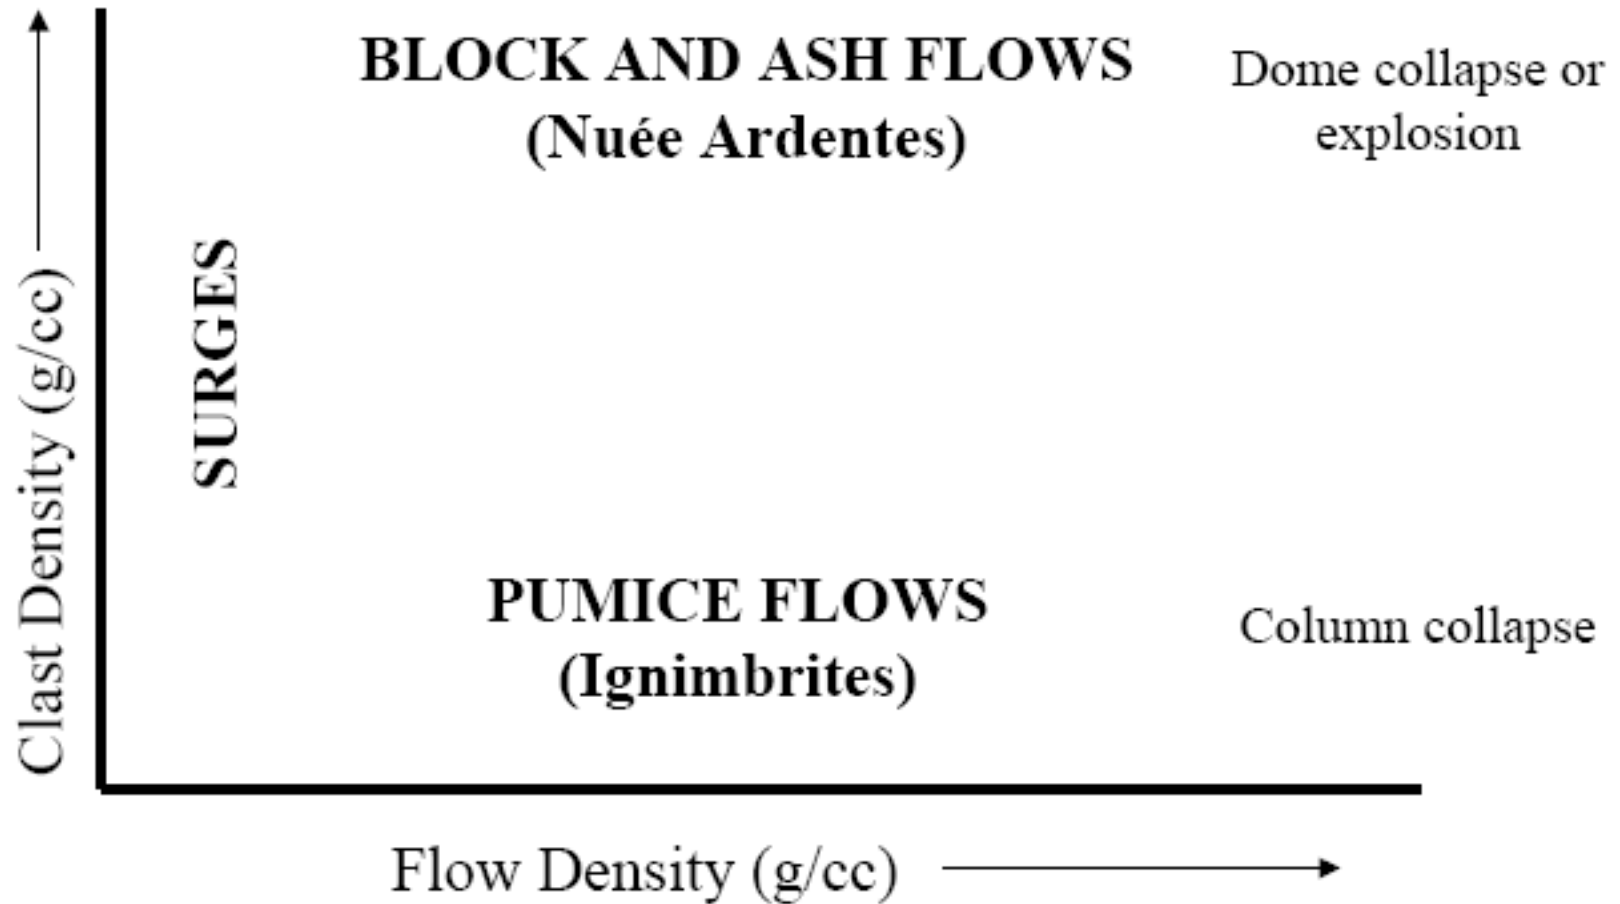 BLOCK AND ASH FLOWS
(Nuée Ardentes)
Dome collapse or
explosion
SURGES
Clast Density (g/cc)
PUMICE FLOWS
(Ignimbrites)
Column collapse
Flow Density (g/cc)